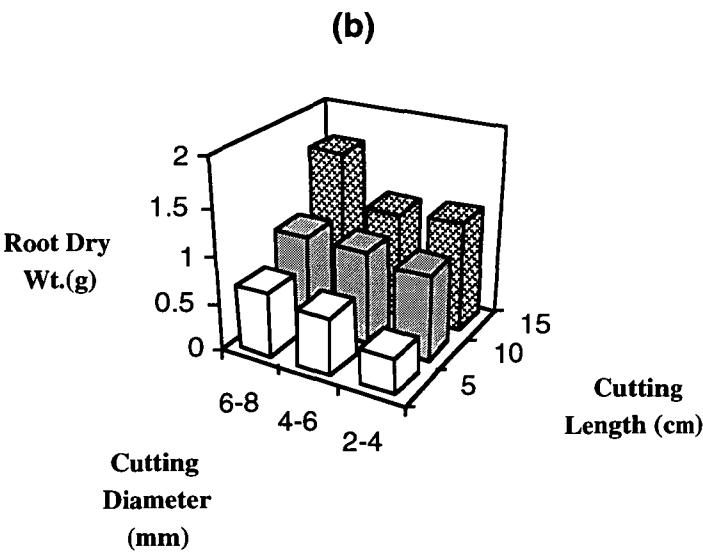 (b)
2
1.5
1
0.5
0
Root Dry
Wt.(g)
6-8
4-6
2-4
5
10
15
Cutting
Length (cm)
Cutting
Diameter
(mm)